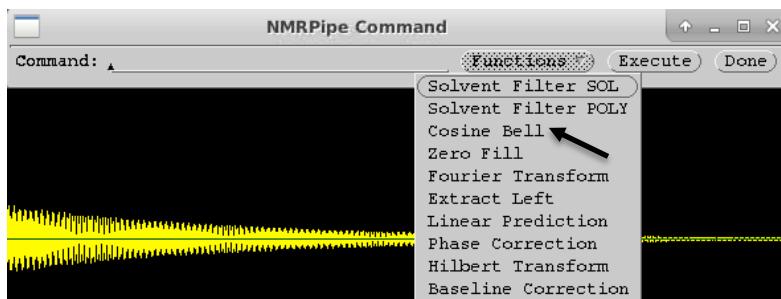 NMRPipe Command
Command: Functions Execute Done
Solvent Filter SOL
Solvent Filter POLY
Cosine Bell
Zero Fill
Fourier Transform
Extract Left
Linear Prediction
Phase Correction
Hilbert Transform
Baseline Correction